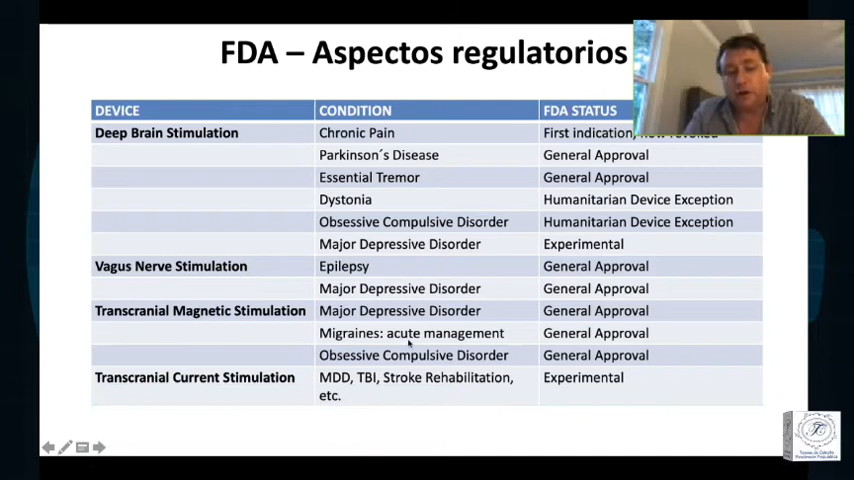 FDA – Aspectos regulatorios
DEVICE CONDITION FDA STATUS
Deep Brain Stimulation Chronic Pain First indication, now revoked
Parkinson´s Disease General Approval
Essential Tremor General Approval
Dystonia Humanitarian Device Exception
Obsessive Compulsive Disorder Humanitarian Device Exception
Major Depressive Disorder Experimental
Vagus Nerve Stimulation Epilepsy General Approval
Major Depressive Disorder General Approval
Transcranial Magnetic Stimulation Major Depressive Disorder General Approval
Migraines: acute management General Approval
Obsessive Compulsive Disorder General Approval
Transcranial Current Stimulation MDD, TBI, Stroke Rehabilitation, Experimental
etc.